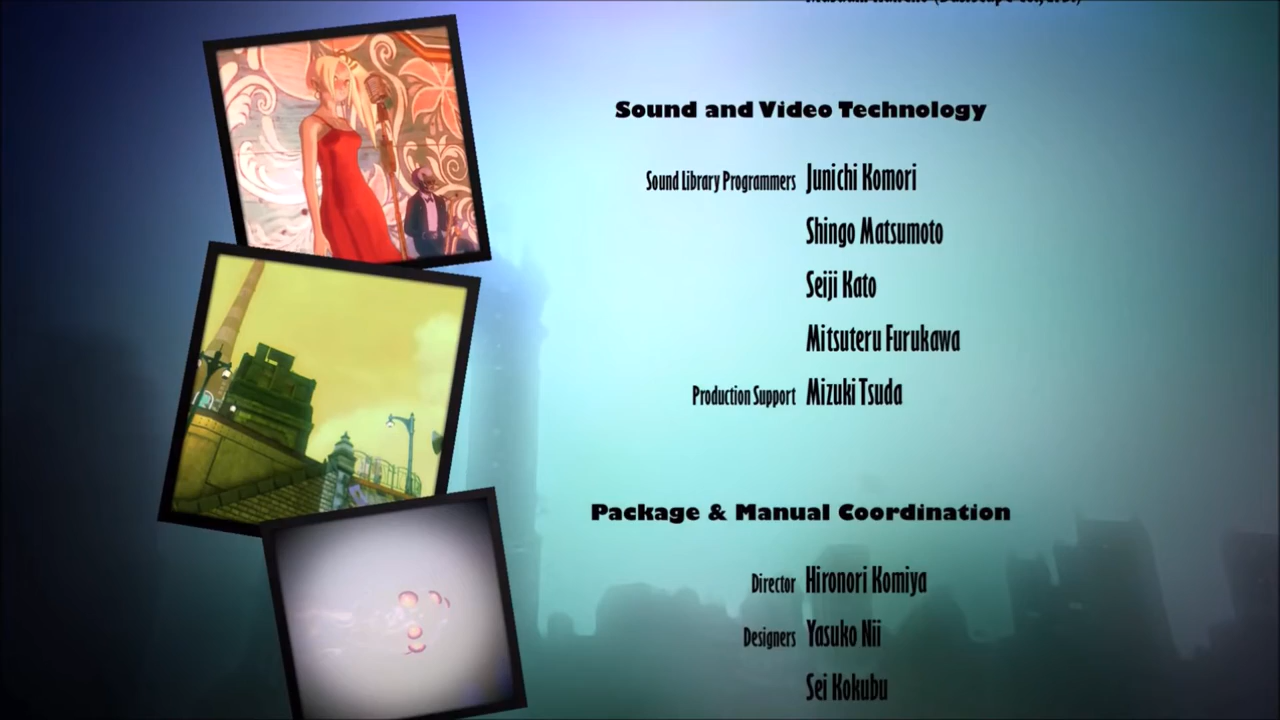 Sound and Video Technology
Sound Library Programmers Junichi Komori
Shingo Matsumoto
Seiji Kato
Mitsuteru Furukawa
Production Support Mizuki Tsuda
Package & Manual Coordination
Director Hironori Komiya
Designers Yasuko Nii
Sei Kokubu